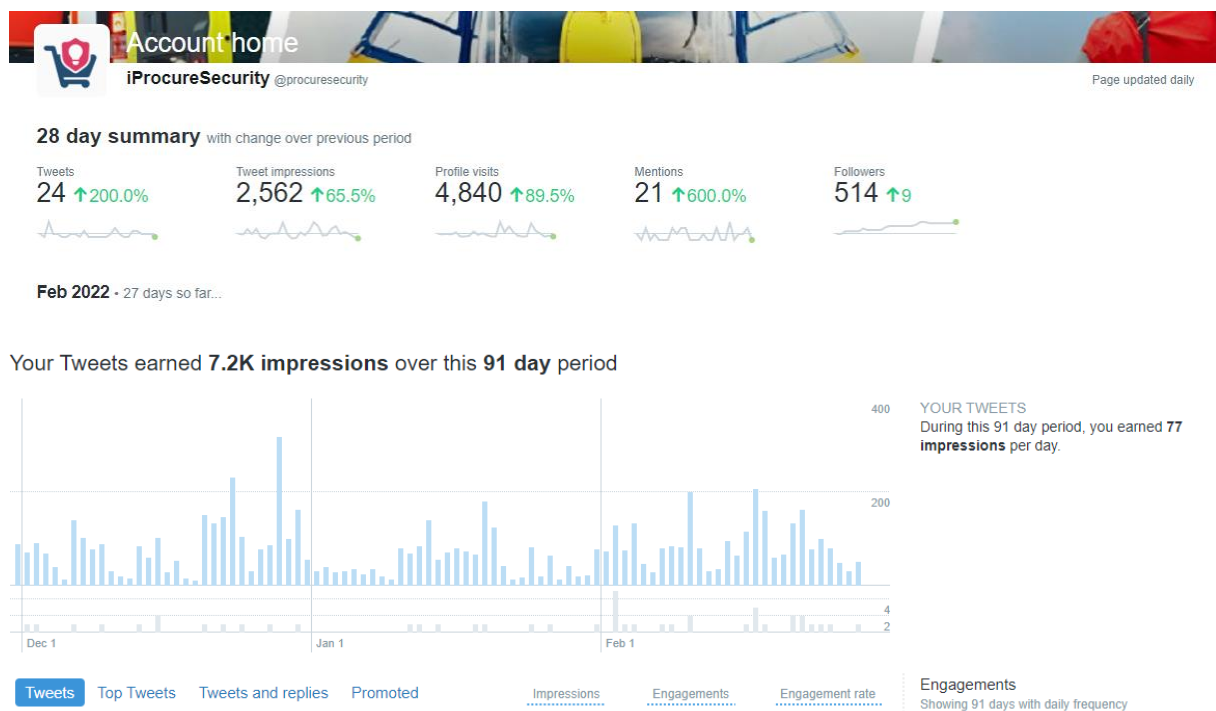 Account home
iProcureSecurity @procuresecurity
Page updated daily
28 day summary with change over previous period
Tweets Tweet impressions Profile visits Mentions Followers
24 ↑200.0% 2,562 ↑65.5% 4,840 ↑89.5% 21 ↑600.0% 514 ↑9
Feb 2022 • 27 days so far...
Your Tweets earned 7.2K impressions over this 91 day period
400
200
4
2
Dec 1 Jan 1 Feb 1
YOUR TWEETS
During this 91 day period, you earned 77
impressions per day.
Tweets Top Tweets Tweets and replies Promoted
Impressions Engagements Engagement rate
Engagements
Showing 91 days with daily frequency